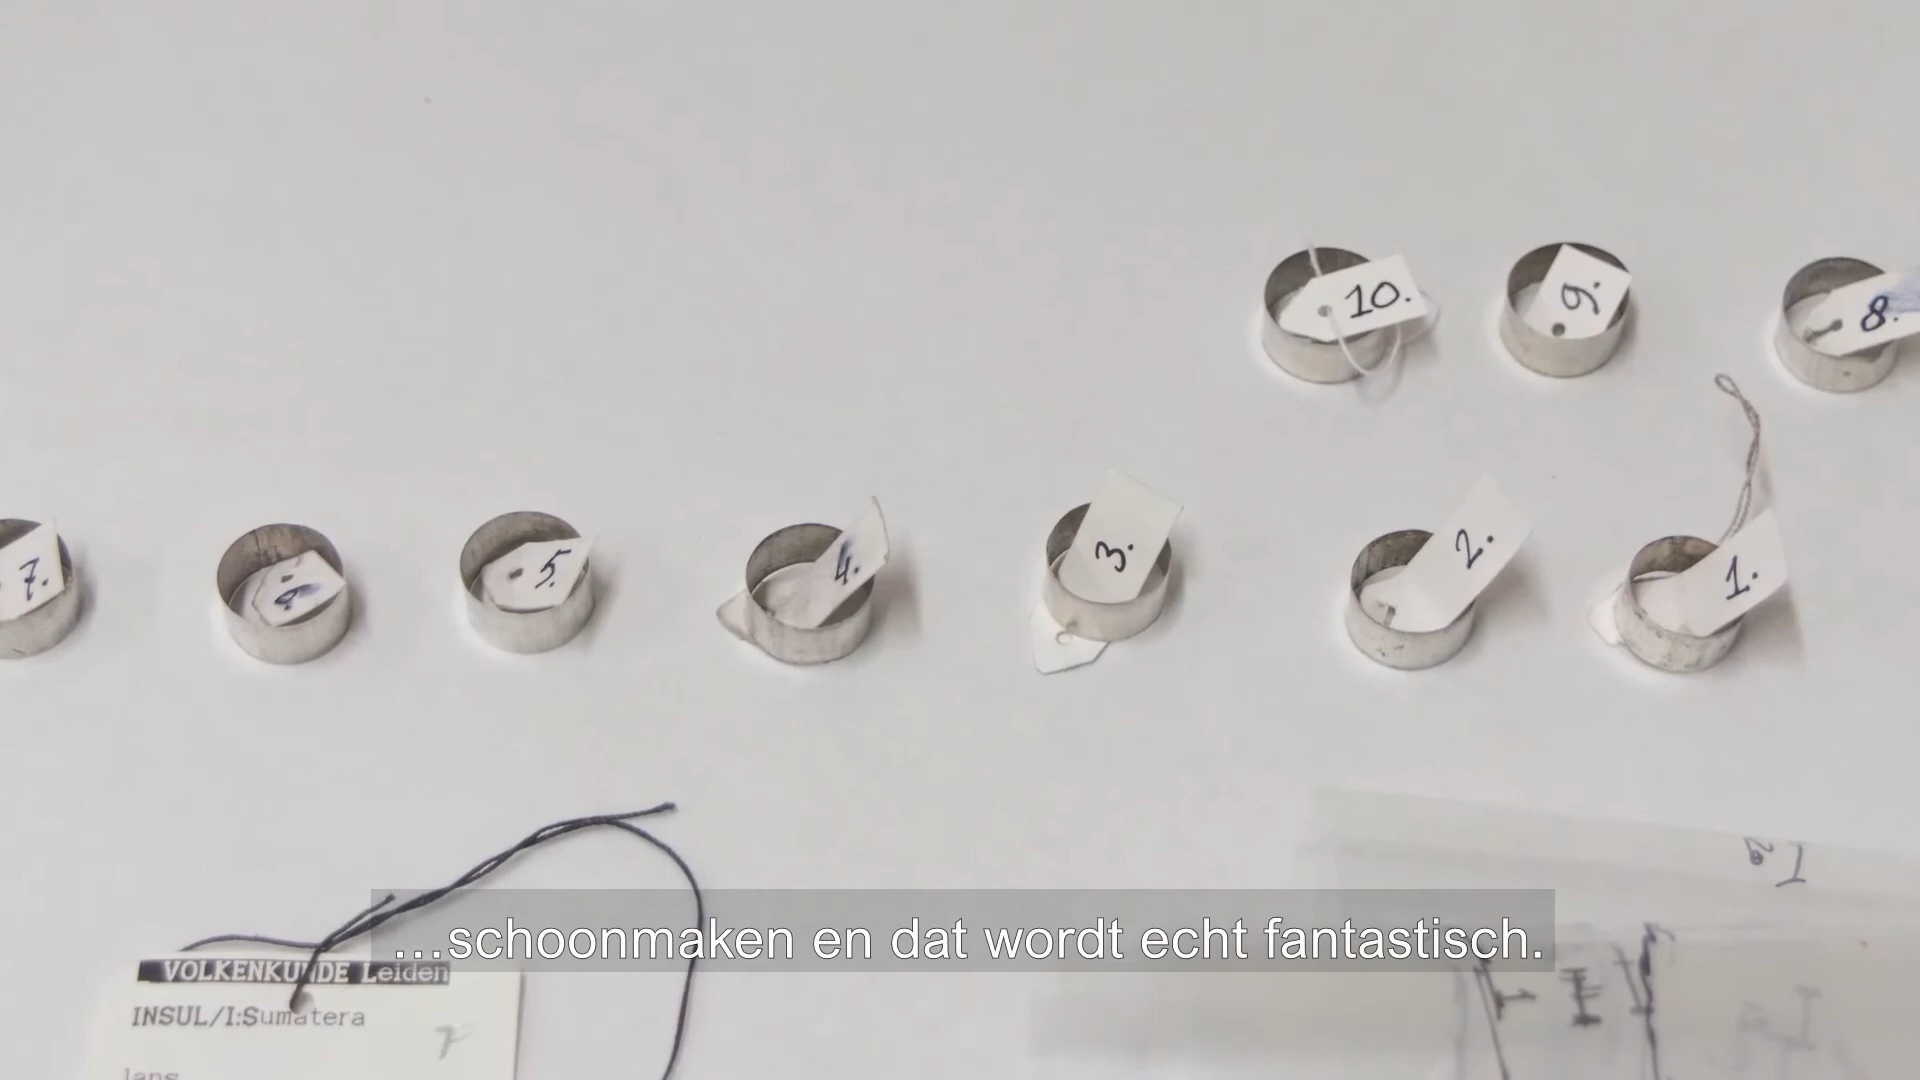 10.
9.
8.
7.
5.
4.
3.
2.
1.
...schoonmaken en dat wordt echt fantastisch.
VOLKENKUNDE Leiden
INSUL/I:Sumatera
lans